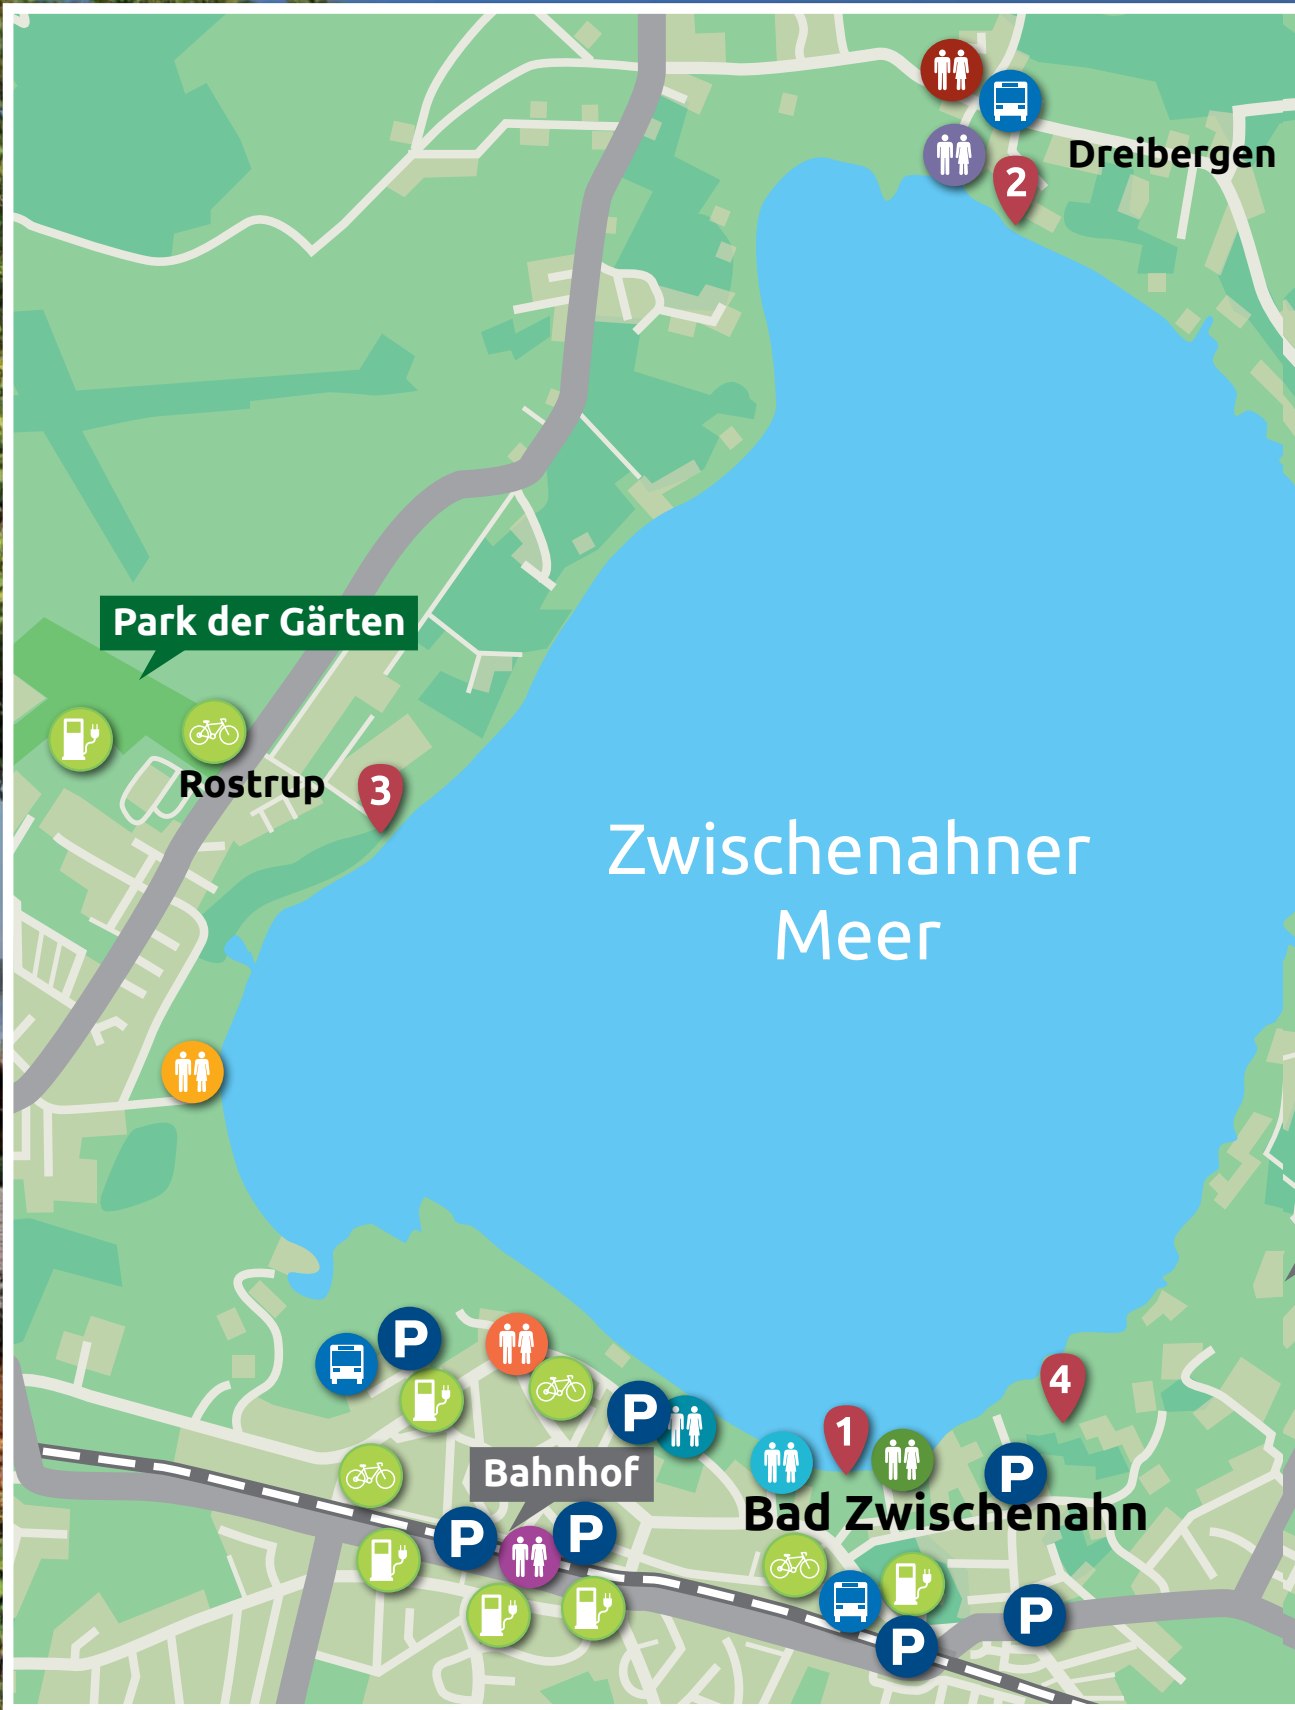 Dreibergen
2
Park der Gärten
Rostrup
3
Zwischenahner
Meer
P
P
4
1
P
Bahnhof
Bad Zwischenahn
P
P
P
P